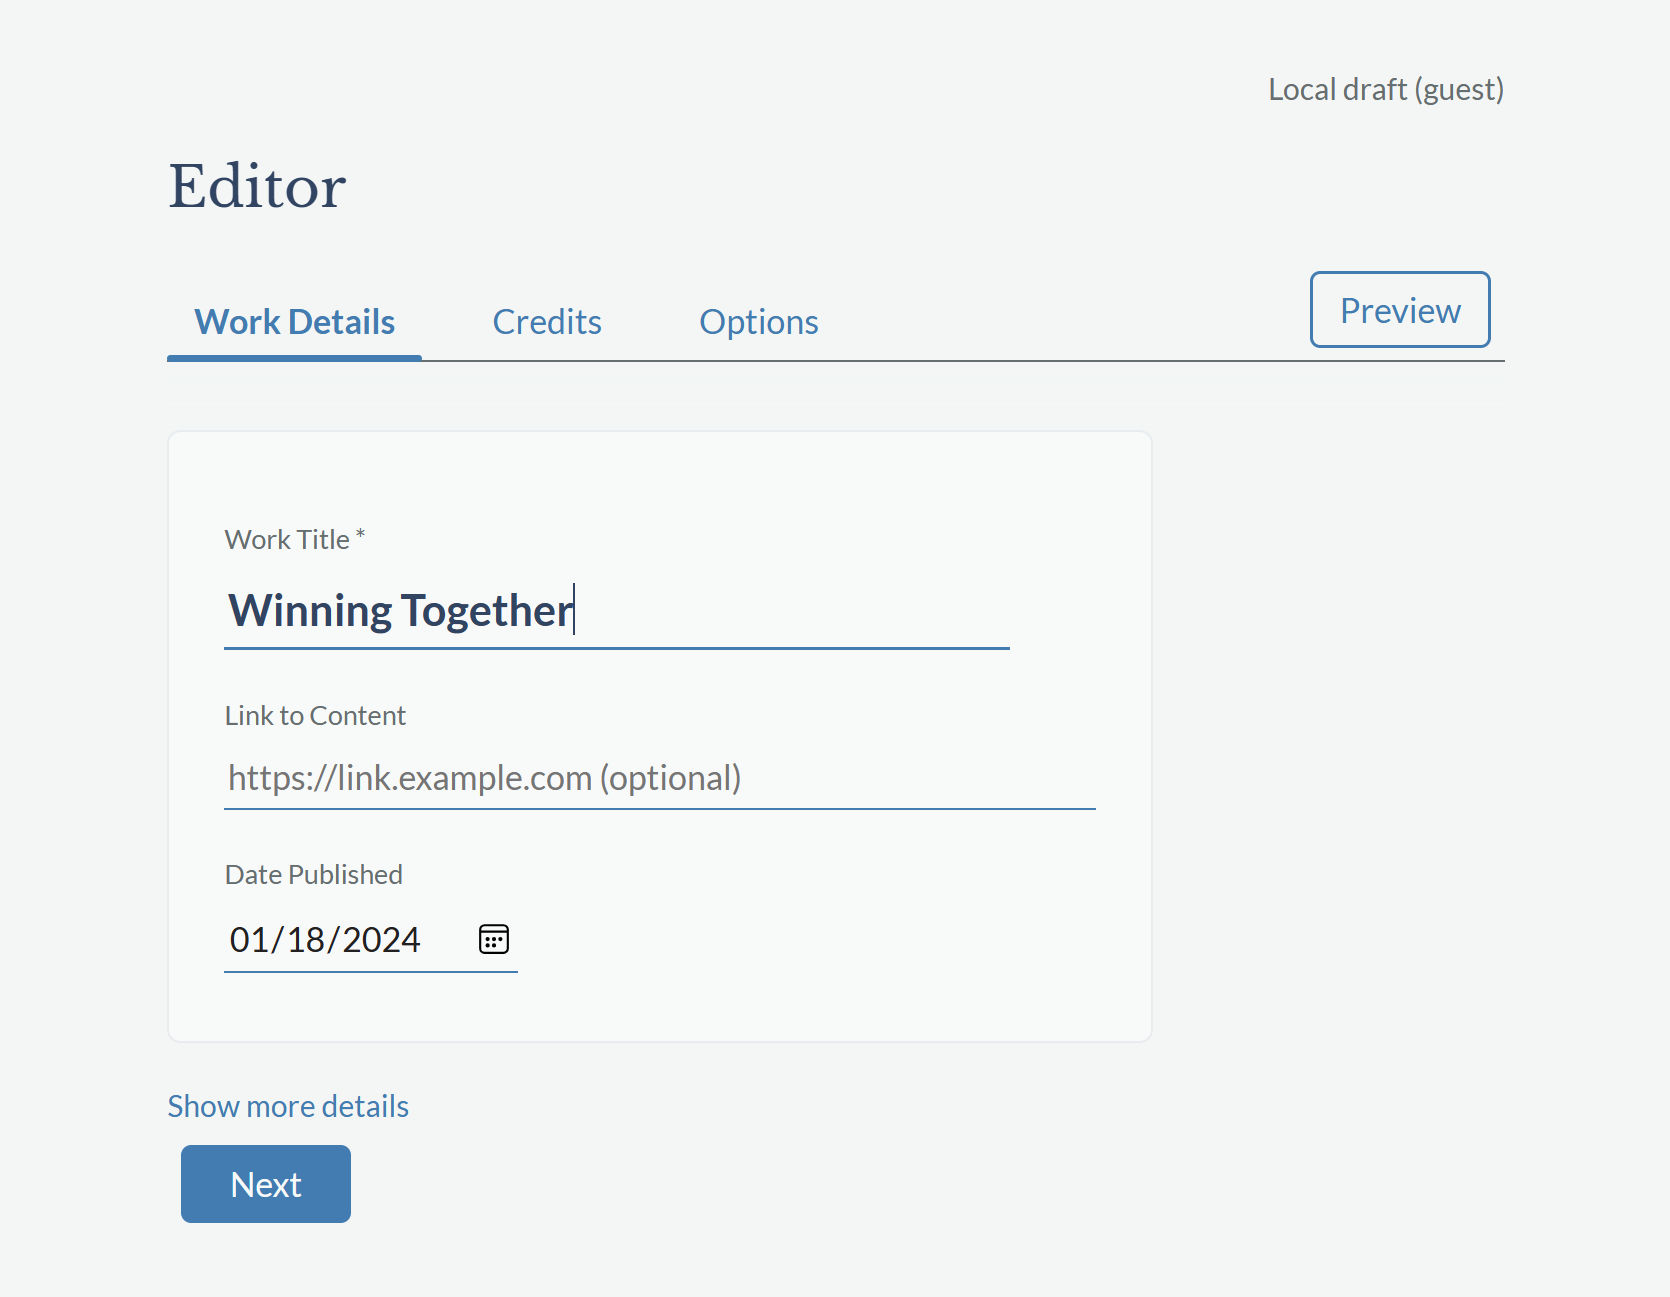 Local draft (guest)
Editor
Work Details
Credits
Options
Preview
Work Title *
Winning Together
Link to Content
https://link.example.com (optional)
Date Published
01/18/2024
Show more details
Next